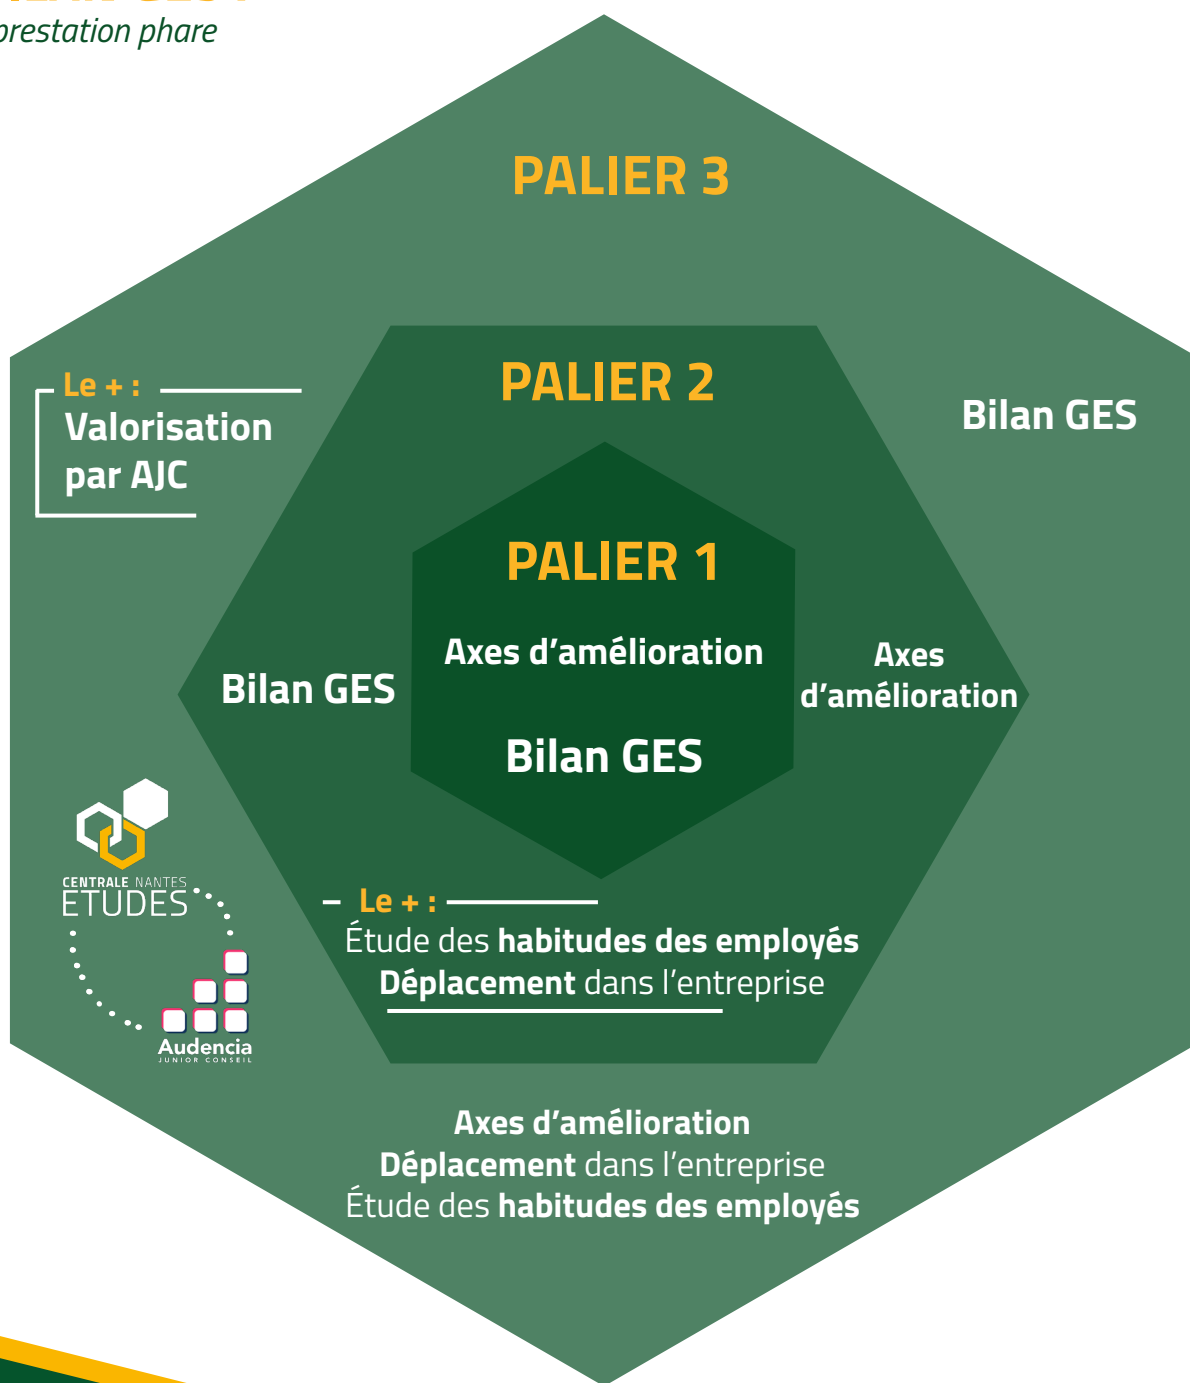 prestation phare
PALIER 3
Le + :
Valorisation
par AJC
Bilan GES
PALIER 2
Bilan GES
Axes
d'amélioration
PALIER 1
Axes d'amélioration
Bilan GES
Le + :
Étude des habitudes des employés
Déplacement dans l'entreprise
CENTRALE NANTES
ETUDES
Audencia
JUNIOR CONSEIL
Axes d'amélioration
Déplacement dans l'entreprise
Étude des habitudes des employés